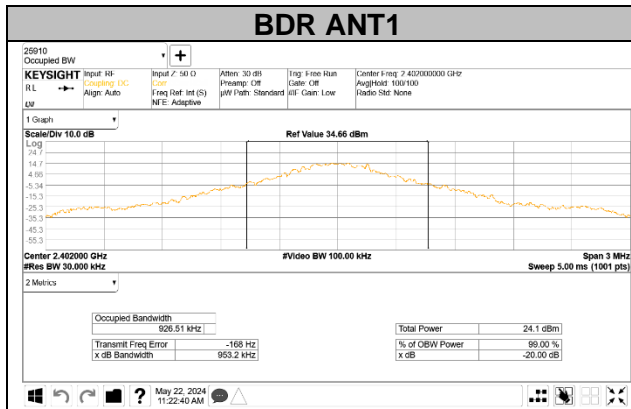 BDR ANT1
25910
Occupied BW
KEYSIGHT Input: RF Input Z: 50 Ω Atten: 30 dB Trig: Free Run Center Freq: 2.402000000 GHz
RL Coupling: DC Corr Preamp: Off Gate: Off Avg|Hold: 100/100
Align: Auto Freq Ref: Int (S) µW Path: Standard #IF Gain: Low Radio Std: None
NFE: Adaptive
1 Graph
Scale/Div 10.0 dB Ref Value 34.66 dBm
Log
24.7
14.7
4.66
-5.34
-15.3
-25.3
-35.3
-45.3
-55.3
Center 2.402000 GHz #Video BW 100.00 kHz Span 3 MHz
#Res BW 30.000 kHz Sweep 5.00 ms (1001 pts)
2 Metrics
Occupied Bandwidth
926.51 kHz Total Power 24.1 dBm
Transmit Freq Error -168 Hz % of OBW Power 99.00 %
x dB Bandwidth 953.2 kHz x dB -20.00 dB
? May 22, 2024
11:22:40 AM